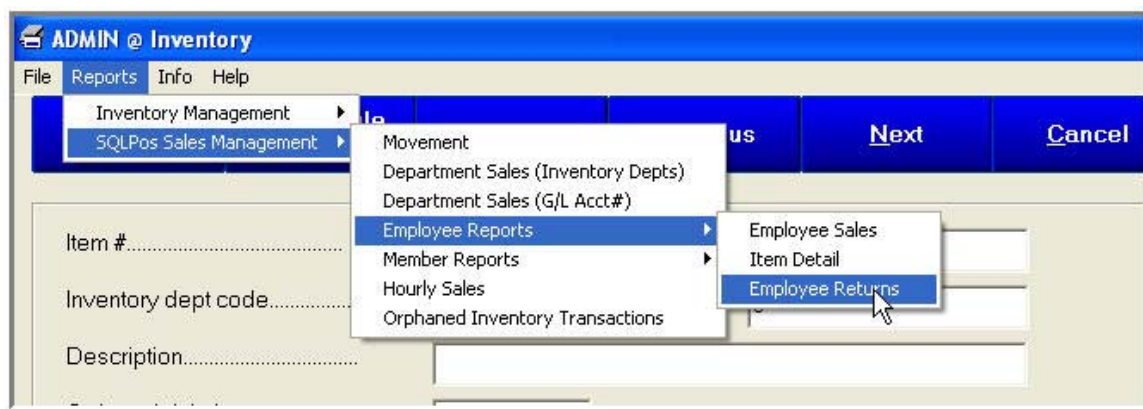 ADMIN @ Inventory
File Reports Info Help
Inventory Management
SQLPos Sales Management
us Next Cancel
Movement
Department Sales (Inventory Depts)
Department Sales (G/L Acct#)
Employee Reports
Member Reports
Hourly Sales
Orphaned Inventory Transactions
Employee Sales
Item Detail
Employee Returns
Item #
Inventory dept code
Description